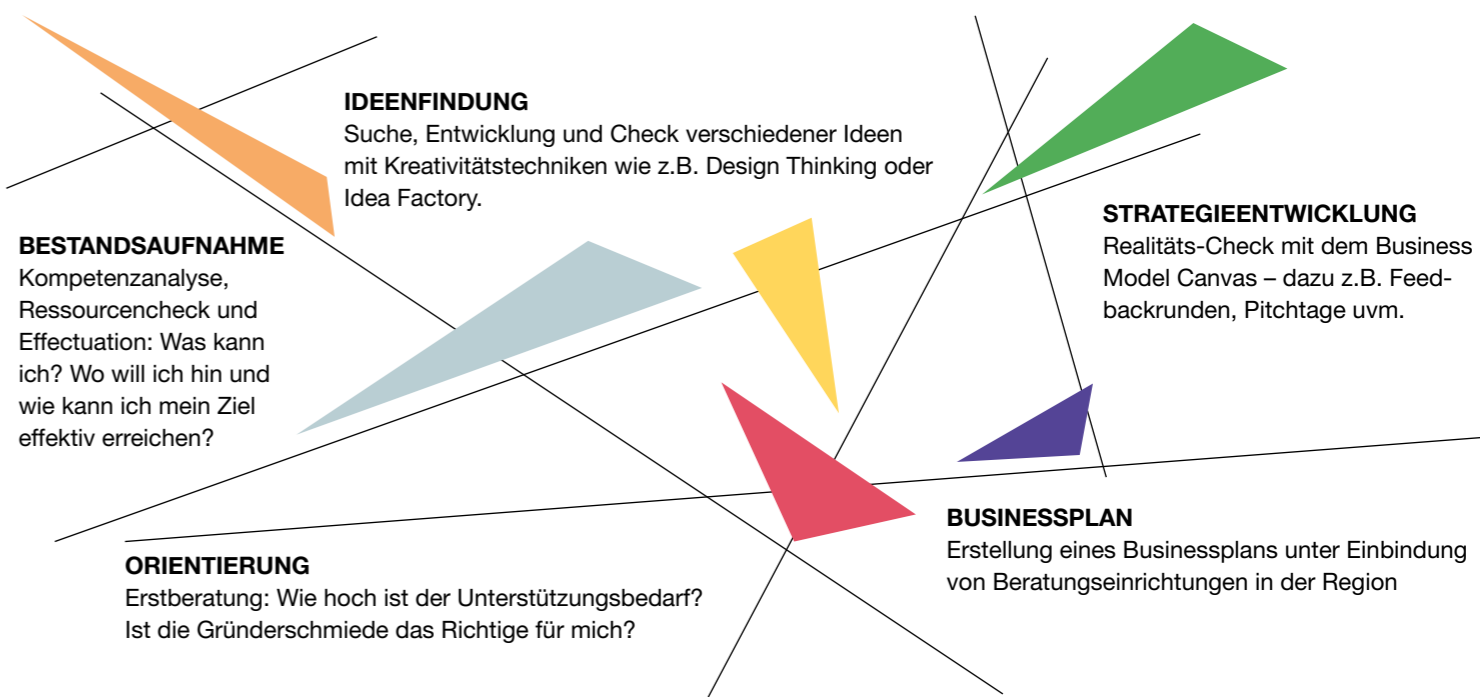 IDEENFINDUNG
Suche, Entwicklung und Check verschiedener Ideen
mit Kreativitätstechniken wie z.B. Design Thinking oder
Idea Factory.
STRATEGIEENTWICKLUNG
Realitäts-Check mit dem Business
Model Canvas – dazu z.B. Feed-
backrunden, Pitchtage uvm.
BESTANDSAUFNAHME
Kompetenzanalyse,
Ressourcencheck und
Effectuation: Was kann
ich? Wo will ich hin und
wie kann ich mein Ziel
effektiv erreichen?
BUSINESSPLAN
Erstellung eines Businessplans unter Einbindung
von Beratungseinrichtungen in der Region
ORIENTIERUNG
Erstberatung: Wie hoch ist der Unterstützungsbedarf?
Ist die Gründerschmiede das Richtige für mich?